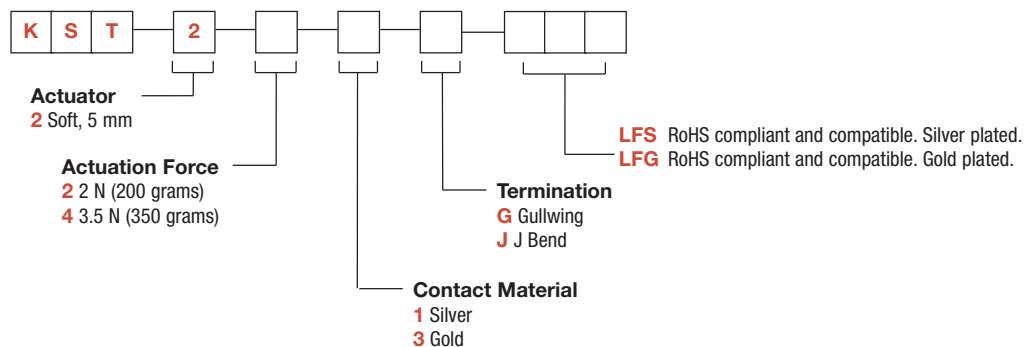 K S T 2
Actuator
2 Soft, 5 mm
Actuation Force
2 2 N (200 grams)
4 3.5 N (350 grams)
Contact Material
1 Silver
3 Gold
Termination
G Gullwing
J J Bend
LFS RoHS compliant and compatible. Silver plated.
LFG RoHS compliant and compatible. Gold plated.